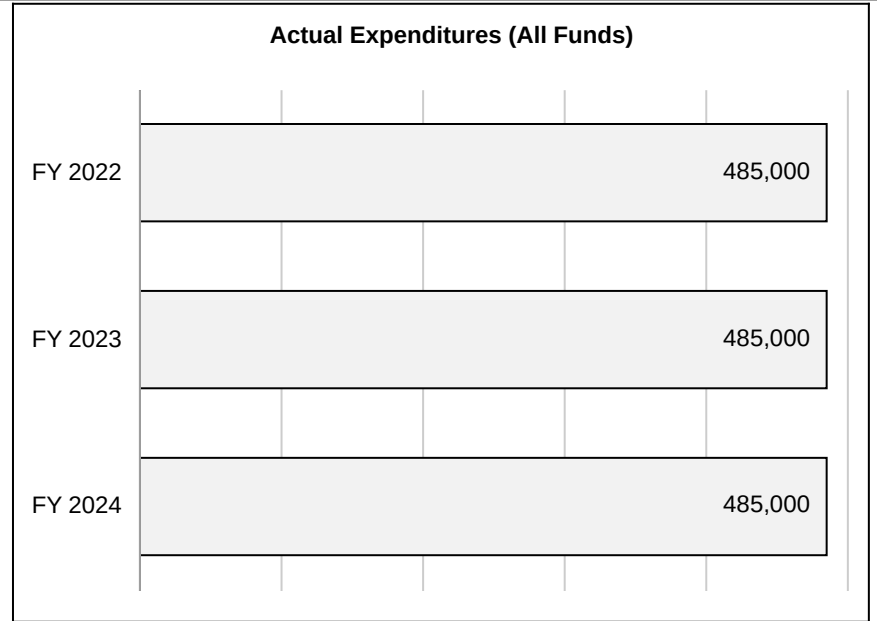 Actual Expenditures (All Funds)
FY 2022 485,000
FY 2023 485,000
FY 2024 485,000